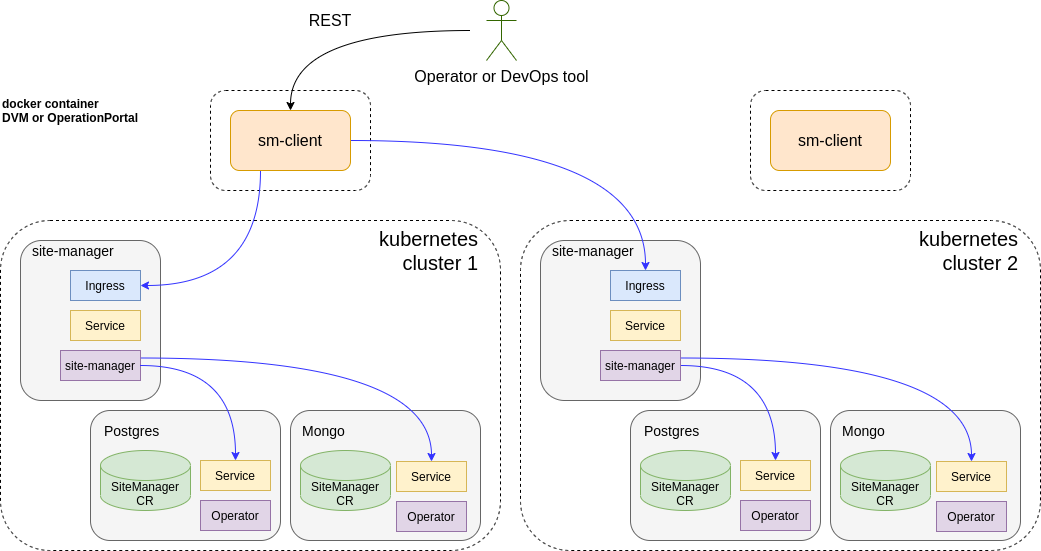 REST
Operator or DevOps tool
docker container
DVM or OperationPortal
sm-client
sm-client
kubernetes
cluster 1
site-manager
Ingress
Service
site-manager
Postgres
SiteManager
CR
Service
Operator
Mongo
SiteManager
CR
Service
Operator
kubernetes
cluster 2
site-manager
Ingress
Service
site-manager
Postgres
SiteManager
CR
Service
Operator
Mongo
SiteManager
CR
Service
Operator